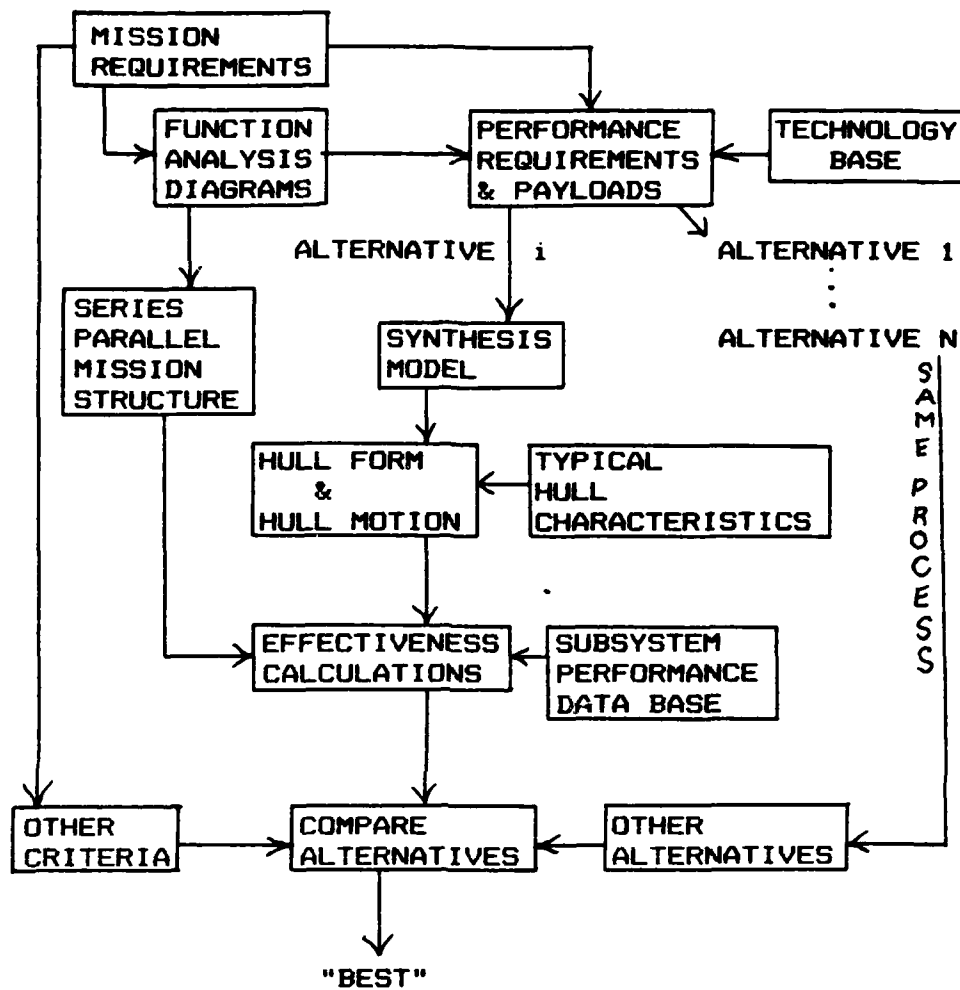 MISSION
REQUIREMENTS
FUNCTION
ANALYSIS
DIAGRAMS
PERFORMANCE
REQUIREMENTS
& PAYLOADS
TECHNOLOGY
BASE
ALTERNATIVE i
ALTERNATIVE 1
ALTERNATIVE N
SERIES
PARALLEL
MISSION
STRUCTURE
SYNTHESIS
MODEL
SAME PROCESS
HULL FORM
&
HULL MOTION
TYPICAL
HULL
CHARACTERISTICS
EFFECTIVENESS
CALCULATIONS
SUBSYSTEM
PERFORMANCE
DATA BASE
OTHER
CRITERIA
COMPARE
ALTERNATIVES
OTHER
ALTERNATIVES
"BEST"